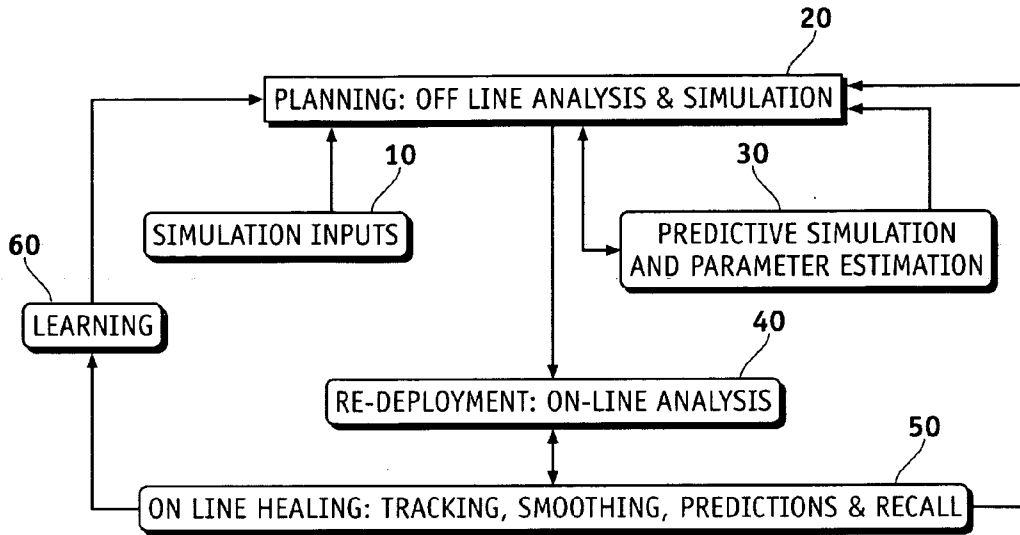 20
PLANNING: OFF LINE ANALYSIS & SIMULATION
10
30
SIMULATION INPUTS
PREDICTIVE SIMULATION
AND PARAMETER ESTIMATION
60
LEARNING
40
RE-DEPLOYMENT: ON-LINE ANALYSIS
50
ON LINE HEALING: TRACKING, SMOOTHING, PREDICTIONS & RECALL